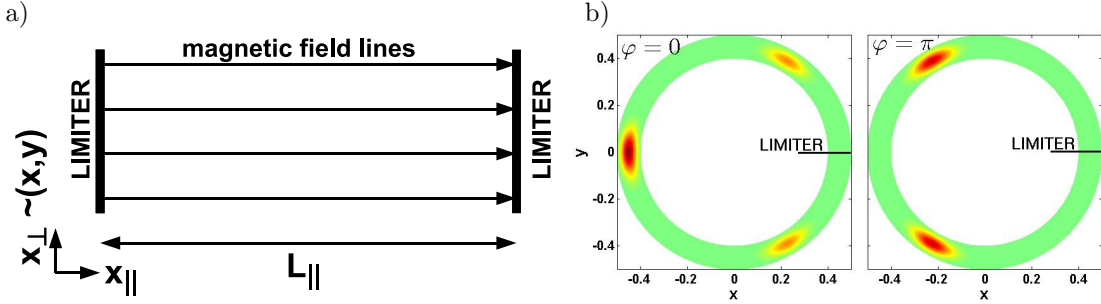 a)
magnetic field lines
LIMITER
LIMITER
x⊥ ~(x,y)
x||
L||
b)
φ = 0
φ = π
LIMITER
LIMITER
y
0.4
0.2
0
-0.2
-0.4
-0.4 -0.2 0 0.2 0.4
x
-0.4 -0.2 0 0.2 0.4
x